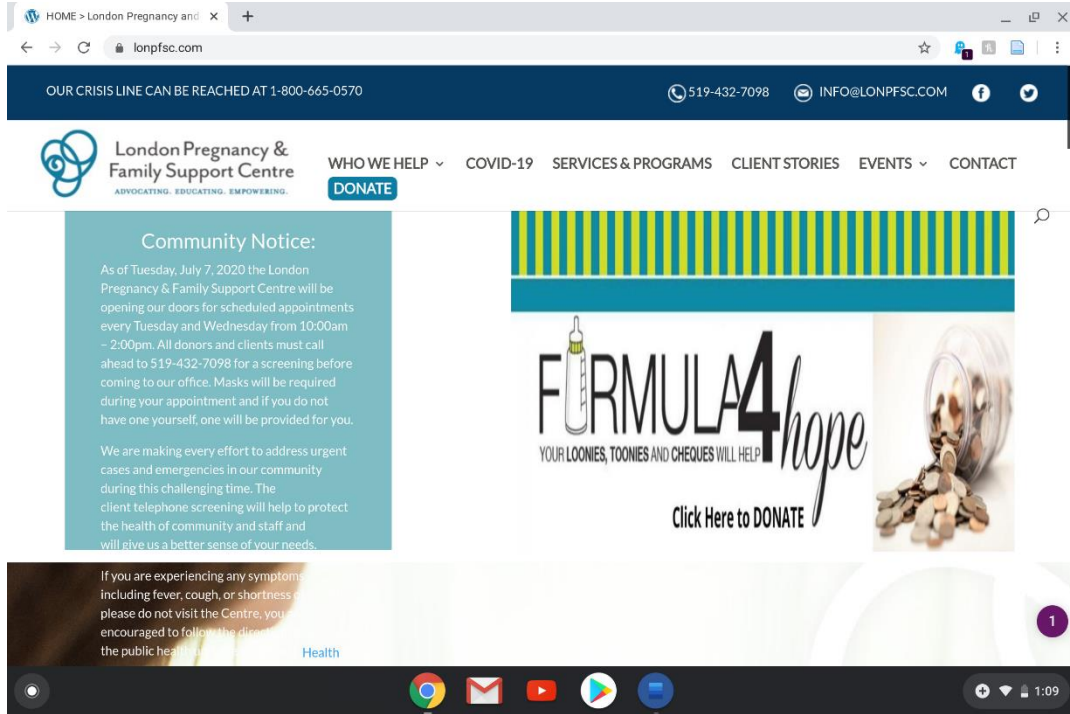 HOME > London Pregnancy and
lonpfsc.com
1
OUR CRISIS LINE CAN BE REACHED AT 1-800-665-0570
519-432-7098
INFO@LONPFSC.COM
London Pregnancy &
Family Support Centre
ADVOCATING. EDUCATING. EMPOWERING.
WHO WE HELP
COVID-19
SERVICES & PROGRAMS
CLIENT STORIES
EVENTS
CONTACT
DONATE
Community Notice:
As of Tuesday, July 7, 2020 the London
Pregnancy & Family Support Centre will be
opening our doors for scheduled appointments
every Tuesday and Wednesday from 10:00am
– 2:00pm. All donors and clients must call
ahead to 519-432-7098 for a screening before
coming to our office. Masks will be required
during your appointment and if you do not
have one yourself, one will be provided for you.
We are making every effort to address urgent
cases and emergencies in our community
during this challenging time. The
client telephone screening will help to protect
the health of community and staff and
will give us a better sense of your needs.
If you are experiencing any symptoms
including fever, cough, or shortness
please do not visit the Centre, you
encouraged to follow the
the public
Health
FORMULA4hope
YOUR LOONIES, TOONIES AND CHEQUES WILL HELP
Click Here to DONATE
1
1:09